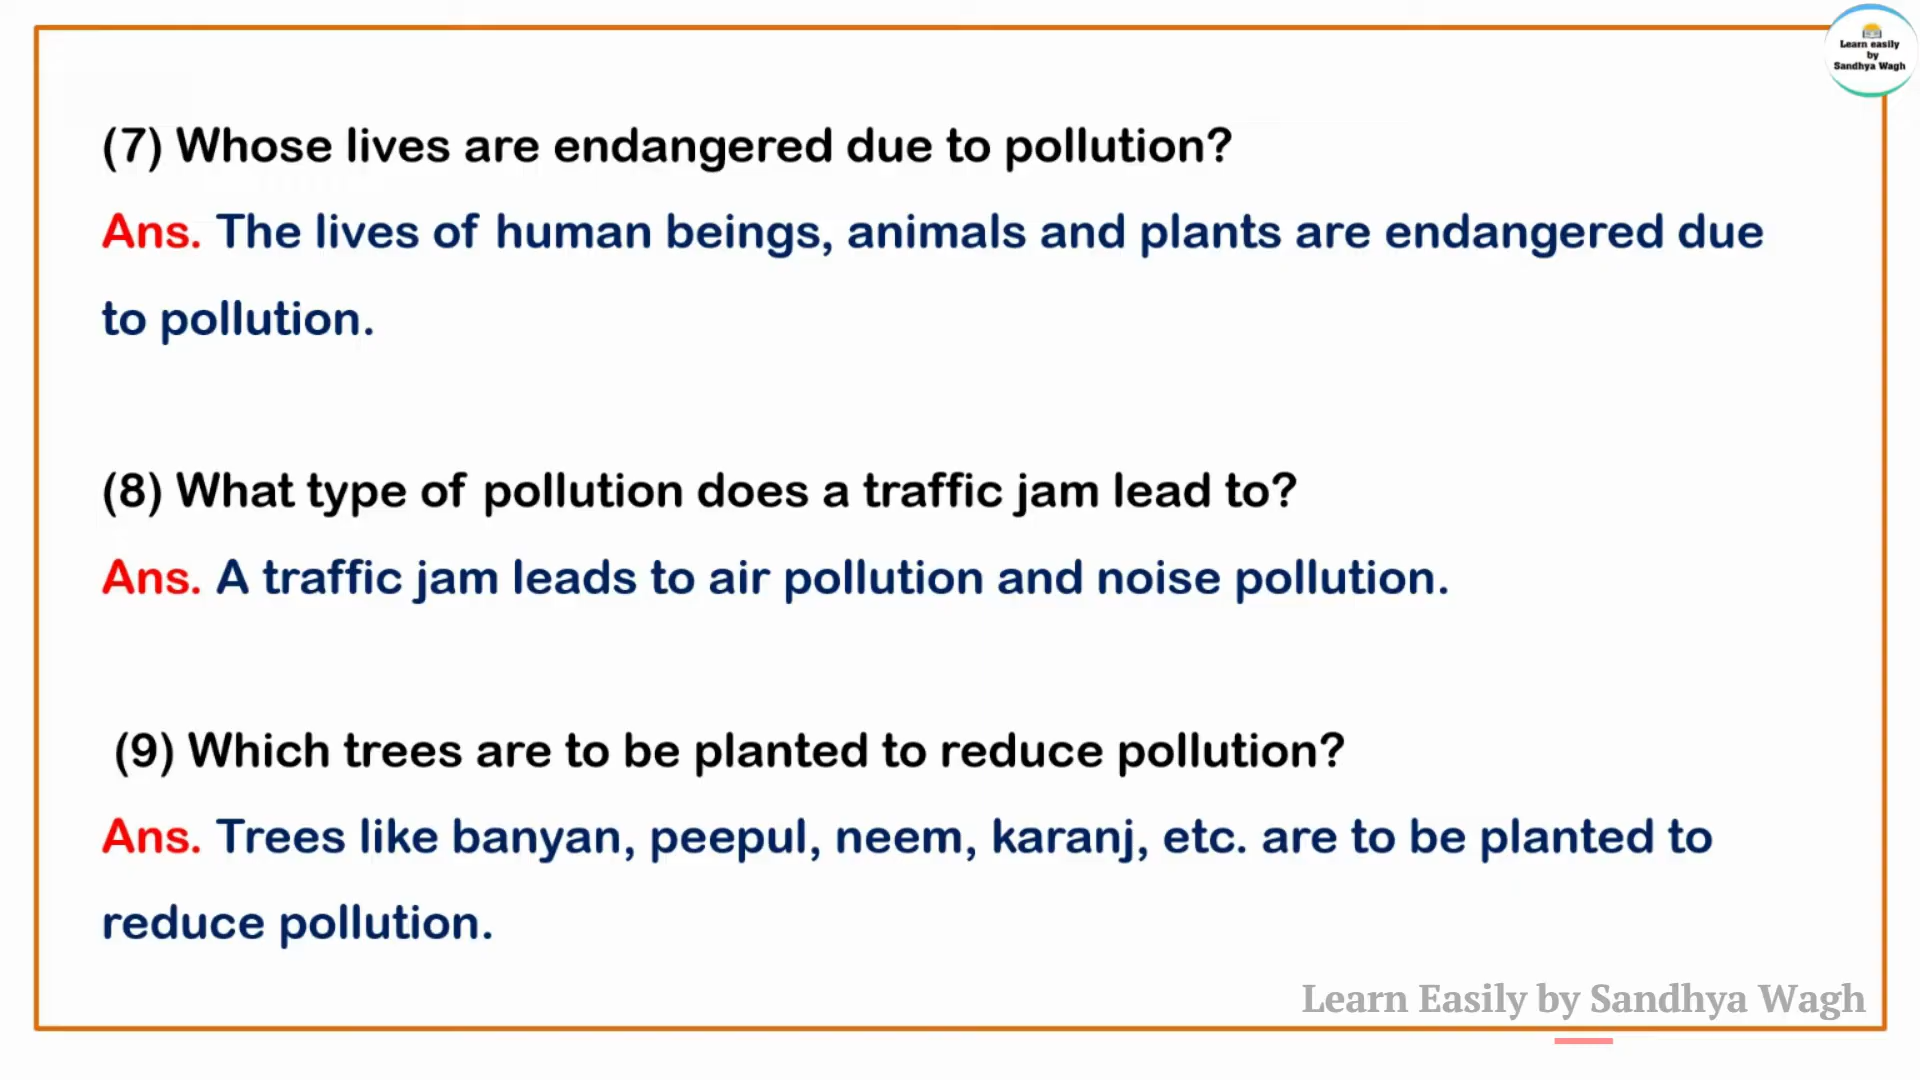 Learn easily
by
Sandhya Wagh
(7) Whose lives are endangered due to pollution?
Ans. The lives of human beings, animals and plants are endangered due
to pollution.
(8) What type of pollution does a traffic jam lead to?
Ans. A traffic jam leads to air pollution and noise pollution.
(9) Which trees are to be planted to reduce pollution?
Ans. Trees like banyan, peepul, neem, karanj, etc. are to be planted to
reduce pollution.
Learn Easily by Sandhya Wagh